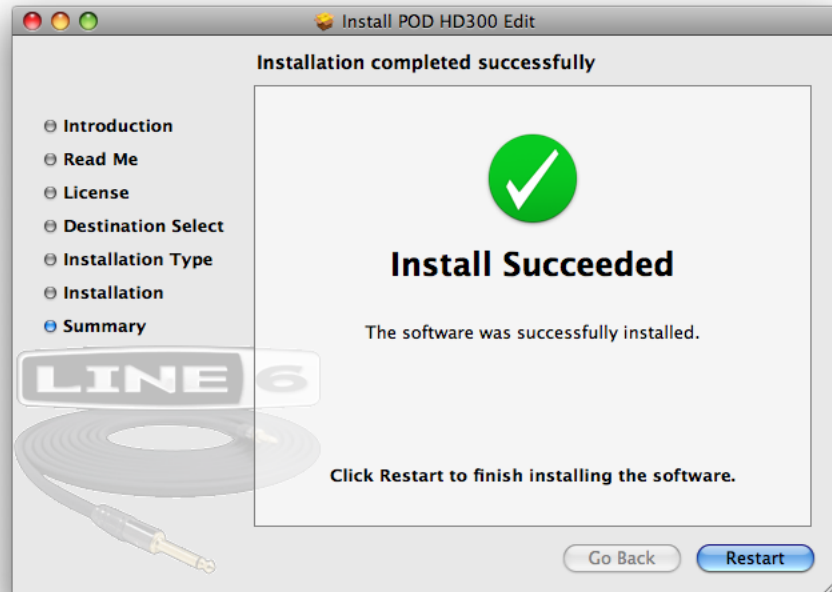 Install POD HD300 Edit
Installation completed successfully
Introduction
Read Me
License
Destination Select
Installation Type
Installation
Summary
Install Succeeded
The software was successfully installed.
LINE 6
Click Restart to finish installing the software.
Go Back
Restart